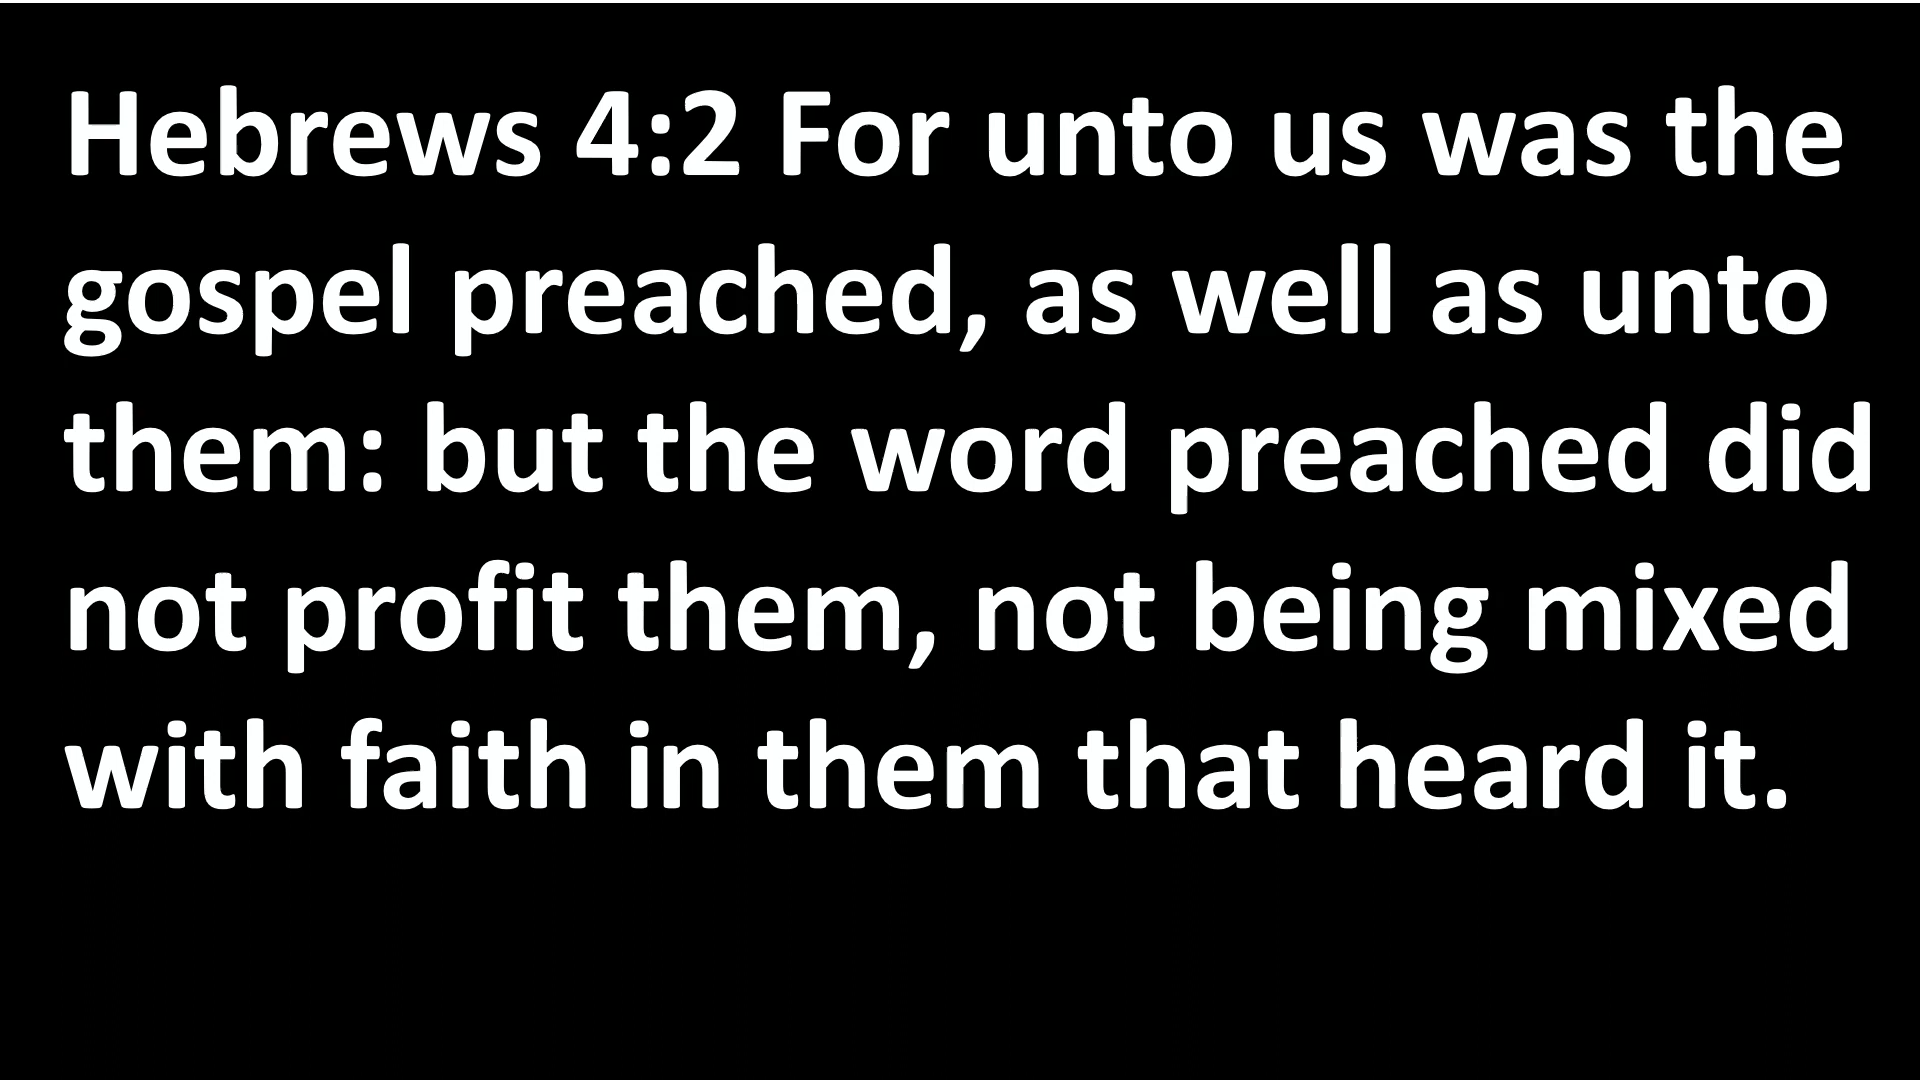 Hebrews 4:2 For unto us was the
gospel preached, as well as unto
them: but the word preached did
not profit them, not being mixed
with faith in them that heard it.